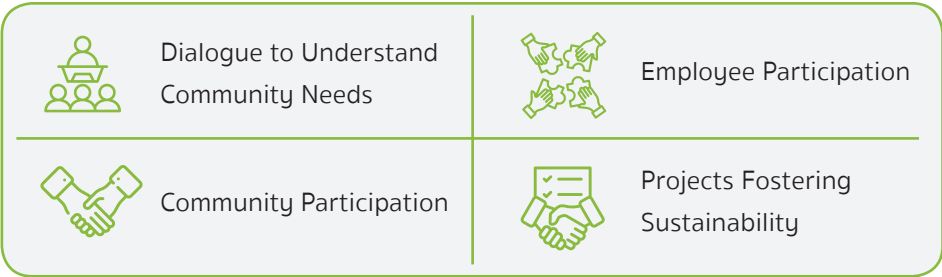 Dialogue to Understand
Community Needs
Employee Participation
Community Participation
Projects Fostering
Sustainability